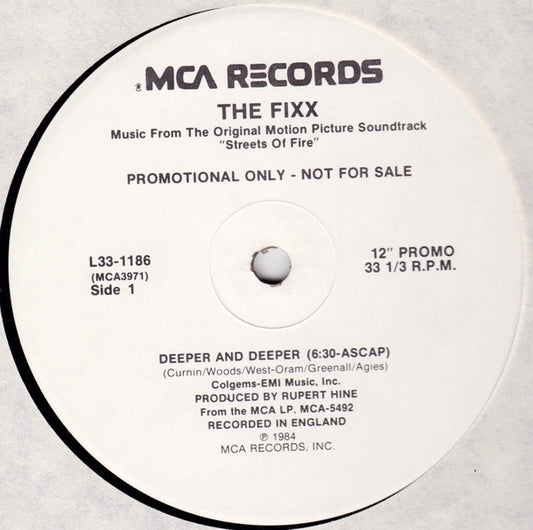 MCA RECORDS
THE FIXX
Music From The Original Motion Picture Soundtrack
"Streets Of Fire"
PROMOTIONAL ONLY - NOT FOR SALE
L33-1186
(MCA3971)
Side 1
12" PROMO
33 1/3 R.P.M.
DEEPER AND DEEPER (6:30-ASCAP)
(Curnin/Woods/West-Oram/Greenall/Agies)
Colgems-EMI Music, Inc.
PRODUCED BY RUPERT HINE
From the MCA LP, MCA-5492
RECORDED IN ENGLAND
℗ 1984
MCA RECORDS, INC.